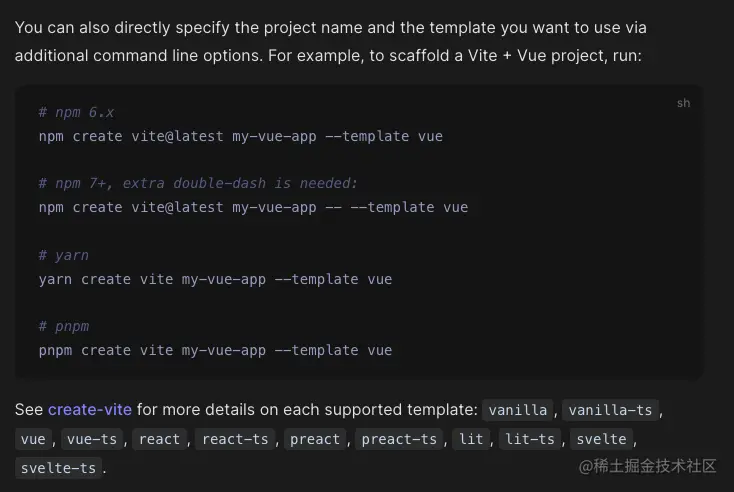 You can also directly specify the project name and the template you want to use via
additional command line options. For example, to scaffold a Vite + Vue project, run:
sh
# npm 6.x
npm create vite@latest my-vue-app --template vue
# npm 7+, extra double-dash is needed:
npm create vite@latest my-vue-app -- --template vue
# yarn
yarn create vite my-vue-app --template vue
# pnpm
pnpm create vite my-vue-app --template vue
See create-vite for more details on each supported template: vanilla, vanilla-ts,
vue, vue-ts, react, react-ts, preact, preact-ts, lit, lit-ts, svelte,
svelte-ts.
@稀土掘金技术社区